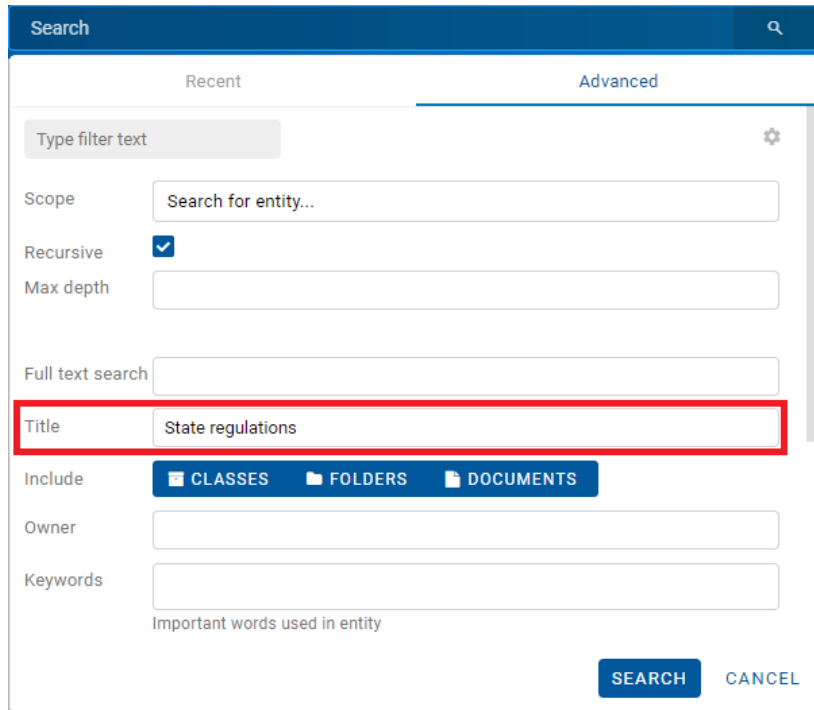 Search
Recent Advanced
Type filter text
Scope Search for entity...
Recursive
Max depth
Full text search
Title State regulations
Include CLASSES FOLDERS DOCUMENTS
Owner
Keywords
Important words used in entity
SEARCH CANCEL